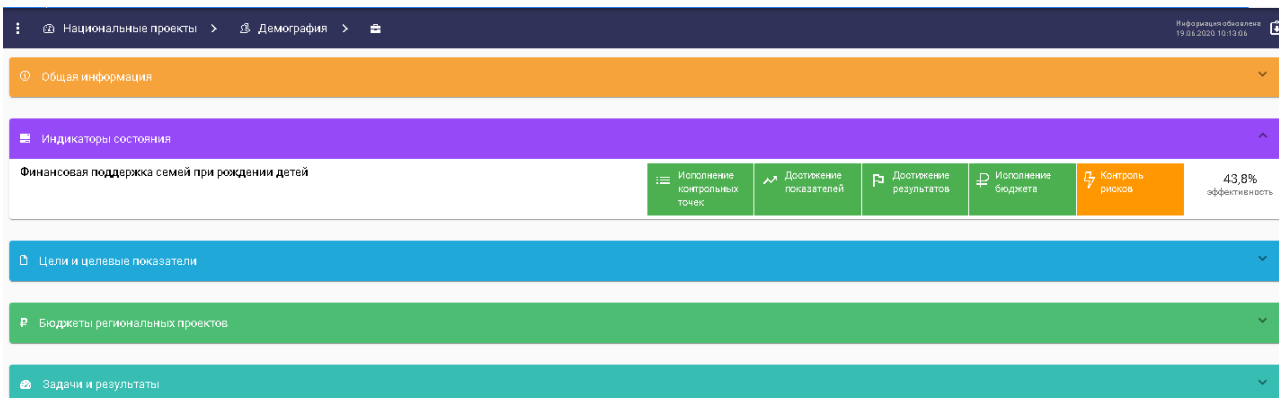 Национальные проекты > Демография >
Информация обновлена
19.06.2020 10:13:06
Общая информация
Индикаторы состояния
Финансовая поддержка семей при рождении детей
Исполнение
контрольных
точек
Достижение
показателей
Достижение
результатов
Исполнение
бюджета
Контроль
рисков
43,8%
эффективность
Цели и целевые показатели
₽ Бюджеты региональных проектов
Задачи и результаты